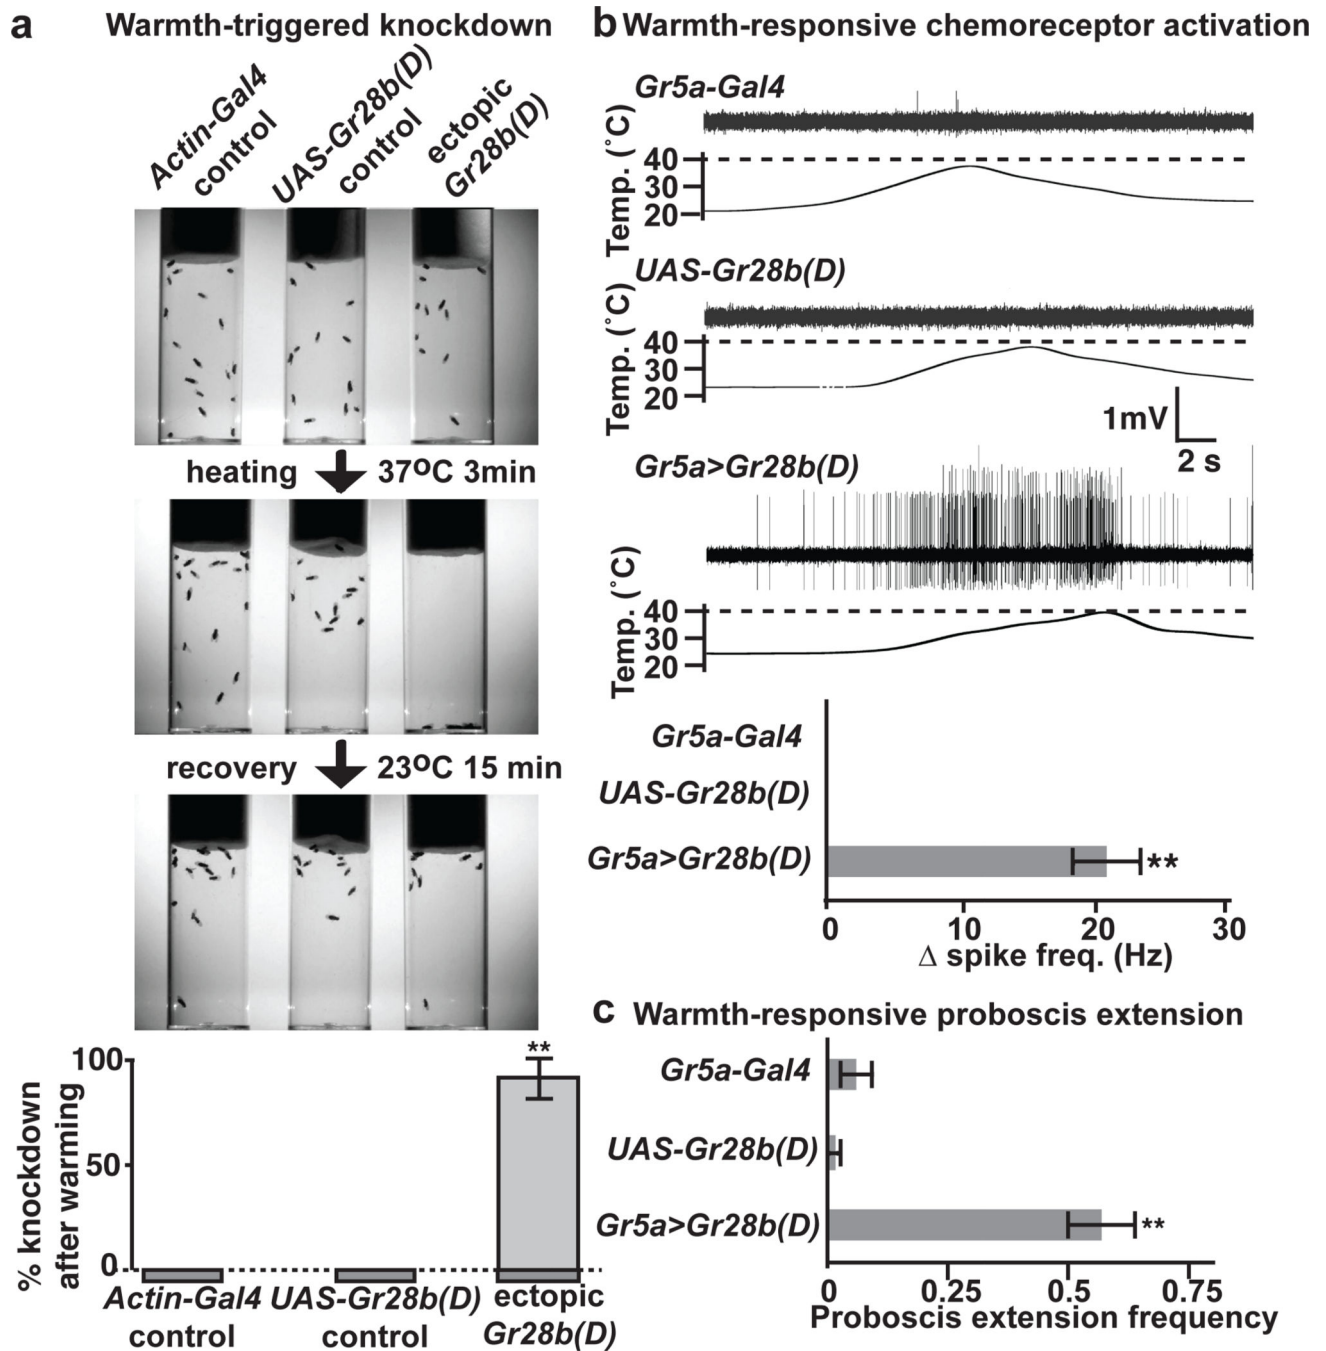 a
Warmth-triggered knockdown
Actin-Gal4
control
UAS-Gr28b(D)
control
ectopic
Gr28b(D)
heating
37ºC 3min
recovery
23ºC 15 min
% knockdown
after warming
100
50
0
**
Actin-Gal4
control
UAS-Gr28b(D)
control
ectopic
Gr28b(D)
b Warmth-responsive chemoreceptor activation
Gr5a-Gal4
Temp. (˚C)
40
30
20
UAS-Gr28b(D)
Temp. (˚C)
40
30
20
1mV
2 s
Gr5a>Gr28b(D)
Temp. (˚C)
40
30
20
Gr5a-Gal4
UAS-Gr28b(D)
Gr5a>Gr28b(D)
**
0 10 20 30
Δ spike freq. (Hz)
c Warmth-responsive proboscis extension
Gr5a-Gal4
UAS-Gr28b(D)
Gr5a>Gr28b(D)
**
0 0.25 0.5 0.75
Proboscis extension frequency